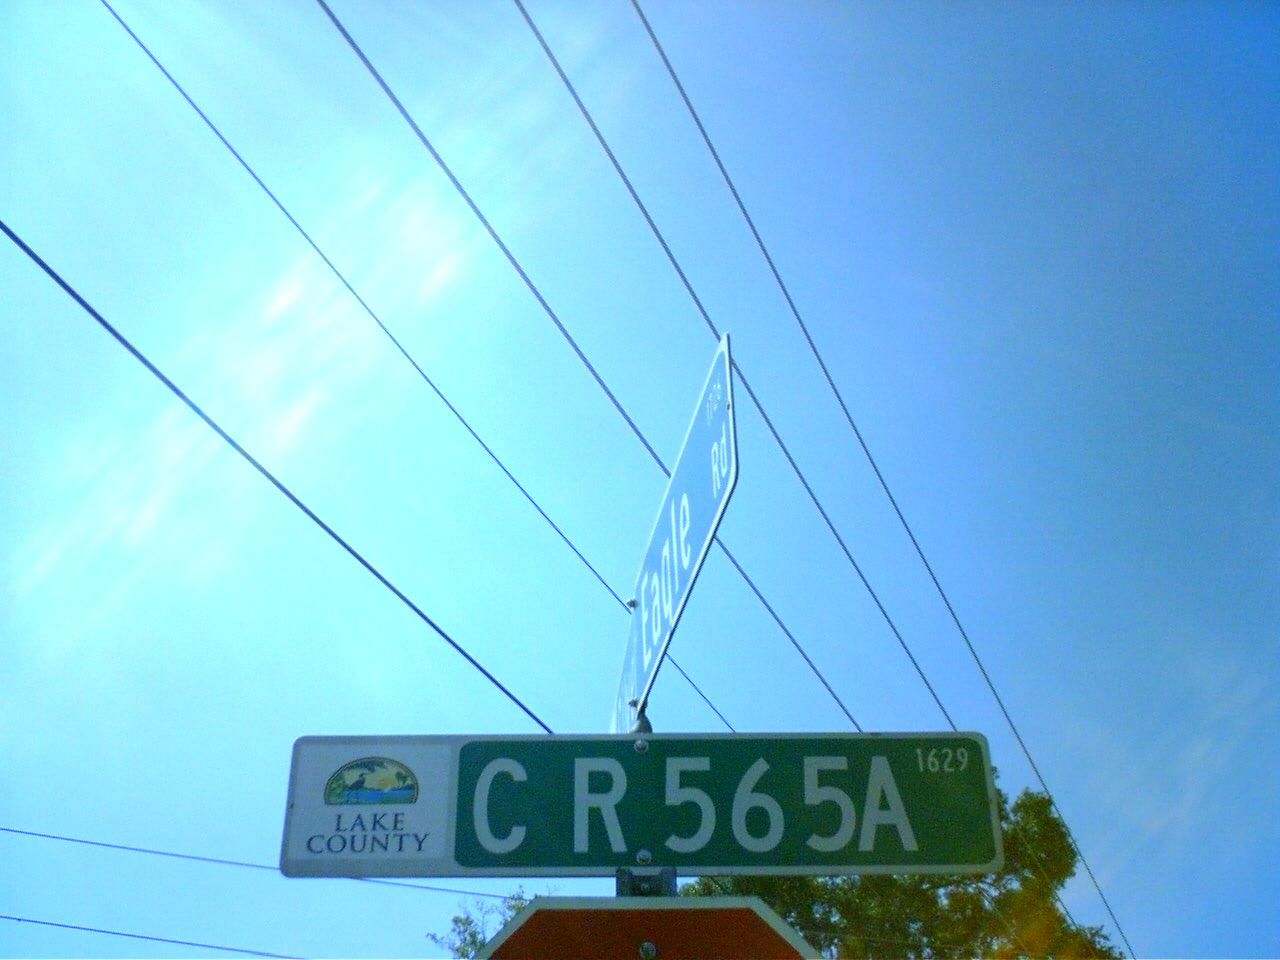 Eagle Rd
LAKE
COUNTY
C R 565A
1629